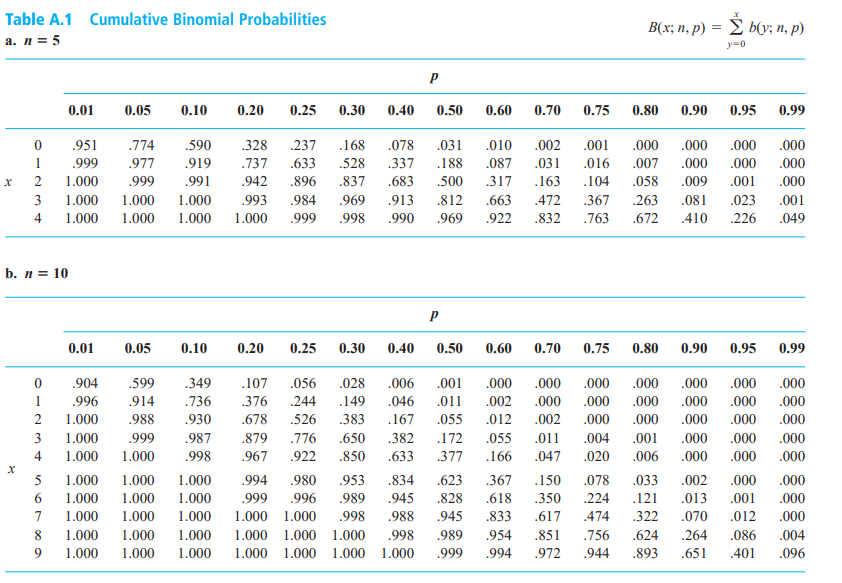 Table A.1 Cumulative Binomial Probabilities
B(x; n, p) = Σ b(y; n, p)
x
y=0
a. n = 5
p
0.01 0.05 0.10 0.20 0.25 0.30 0.40 0.50 0.60 0.70 0.75 0.80 0.90 0.95 0.99
0 .951 .774 .590 .328 .237 .168 .078 .031 .010 .002 .001 .000 .000 .000 .000
1 .999 .977 .919 .737 .633 .528 .337 .188 .087 .031 .016 .007 .000 .000 .000
x 2 1.000 .999 .991 .942 .896 .837 .683 .500 .317 .163 .104 .058 .009 .001 .000
3 1.000 1.000 1.000 .993 .984 .969 .913 .812 .663 .472 .367 .263 .081 .023 .001
4 1.000 1.000 1.000 1.000 .999 .998 .990 .969 .922 .832 .763 .672 .410 .226 .049
b. n = 10
p
0.01 0.05 0.10 0.20 0.25 0.30 0.40 0.50 0.60 0.70 0.75 0.80 0.90 0.95 0.99
0 .904 .599 .349 .107 .056 .028 .006 .001 .000 .000 .000 .000 .000 .000 .000
1 .996 .914 .736 .376 .244 .149 .046 .011 .002 .000 .000 .000 .000 .000 .000
2 1.000 .988 .930 .678 .526 .383 .167 .055 .012 .002 .000 .000 .000 .000 .000
3 1.000 .999 .987 .879 .776 .650 .382 .172 .055 .011 .004 .001 .000 .000 .000
4 1.000 1.000 .998 .967 .922 .850 .633 .377 .166 .047 .020 .006 .000 .000 .000
x
5 1.000 1.000 1.000 .994 .980 .953 .834 .623 .367 .150 .078 .033 .002 .000 .000
6 1.000 1.000 1.000 .999 .996 .989 .945 .828 .618 .350 .224 .121 .013 .001 .000
7 1.000 1.000 1.000 1.000 1.000 .998 .988 .945 .833 .617 .474 .322 .070 .012 .000
8 1.000 1.000 1.000 1.000 1.000 1.000 .998 .989 .954 .851 .756 .624 .264 .086 .004
9 1.000 1.000 1.000 1.000 1.000 1.000 1.000 .999 .994 .972 .944 .893 .651 .401 .096